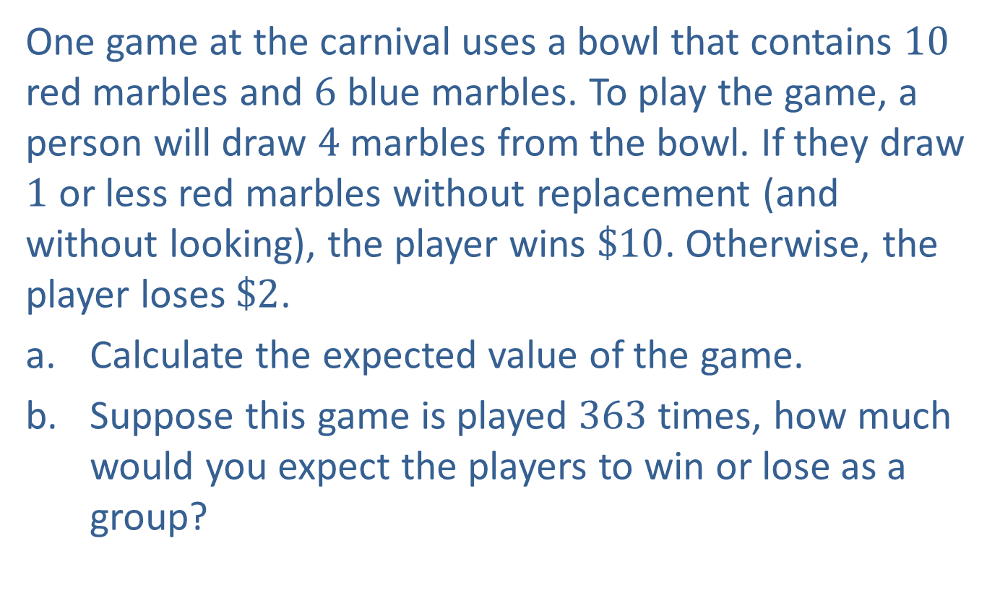 One game at the carnival uses a bowl that contains 10
red marbles and 6 blue marbles. To play the game, a
person will draw 4 marbles from the bowl. If they draw
1 or less red marbles without replacement (and
without looking), the player wins $10. Otherwise, the
player loses $2.
a. Calculate the expected value of the game.
b. Suppose this game is played 363 times, how much
would you expect the players to win or lose as a
group?